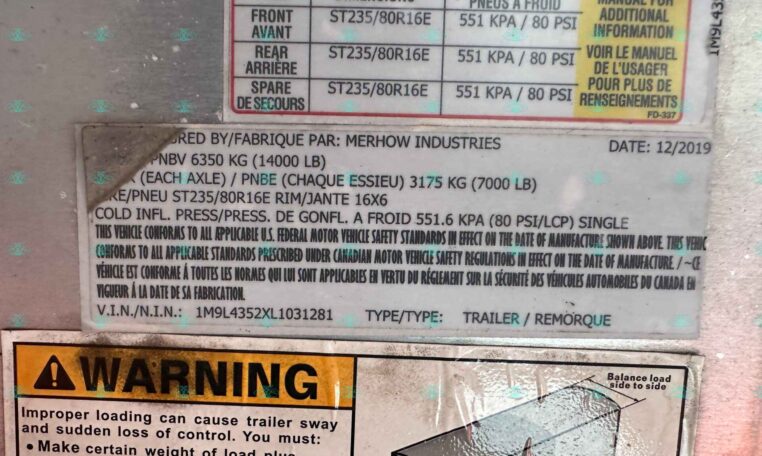 DIMENSIONS
PNEUS À FROID
MANUAL FOR
FRONT ST235/80R16E 551 KPA / 80 PSI ADDITIONAL
AVANT INFORMATION
REAR ST235/80R16E 551 KPA / 80 PSI VOIR LE MANUEL
ARRIÈRE DE L'USAGER
SPARE ST235/80R16E 551 KPA / 80 PSI POUR PLUS DE
DE SECOURS RENSEIGNEMENTS
FD-337
1M9L4352
RED BY/FABRIQUE PAR: MERHOW INDUSTRIES DATE: 12/2019
PNBV 6350 KG (14000 LB)
(EACH AXLE) / PNBE (CHAQUE ESSIEU) 3175 KG (7000 LB)
RE/PNEU ST235/80R16E RIM/JANTE 16X6
COLD INFL. PRESS/PRESS. DE GONFL. A FROID 551.6 KPA (80 PSI/LCP) SINGLE
THIS VEHICLE CONFORMS TO ALL APPLICABLE U.S. FEDERAL MOTOR VEHICLE SAFETY STANDARDS IN EFFECT ON THE DATE OF MANUFACTURE SHOWN ABOVE. THIS VEHIC
CONFORMS TO ALL APPLICABLE STANDARDS PRESCRIBED UNDER CANADIAN MOTOR VEHICLE SAFETY REGULATIONS IN EFFECT ON THE DATE OF MANUFACTURE. / ~CE
VÉHICLE EST CONFORME À TOUTES LES NORMES QUI LUI SONT APPLICABLES EN VERTU DU RÉGLEMENT SUR LA SÉCURITÉ DES VÉHICULES AUTOMOBILES DU CANADA EN
VIGUEUR À LA DATE DE SA FABRICATION.
V.I.N./N.I.N.: 1M9L4352XL1031281 TYPE/TYPE: TRAILER / REMORQUE
WARNING
Improper loading can cause trailer sway
and sudden loss of control. You must:
• Make certain weight of load plus
Balance load
side to side